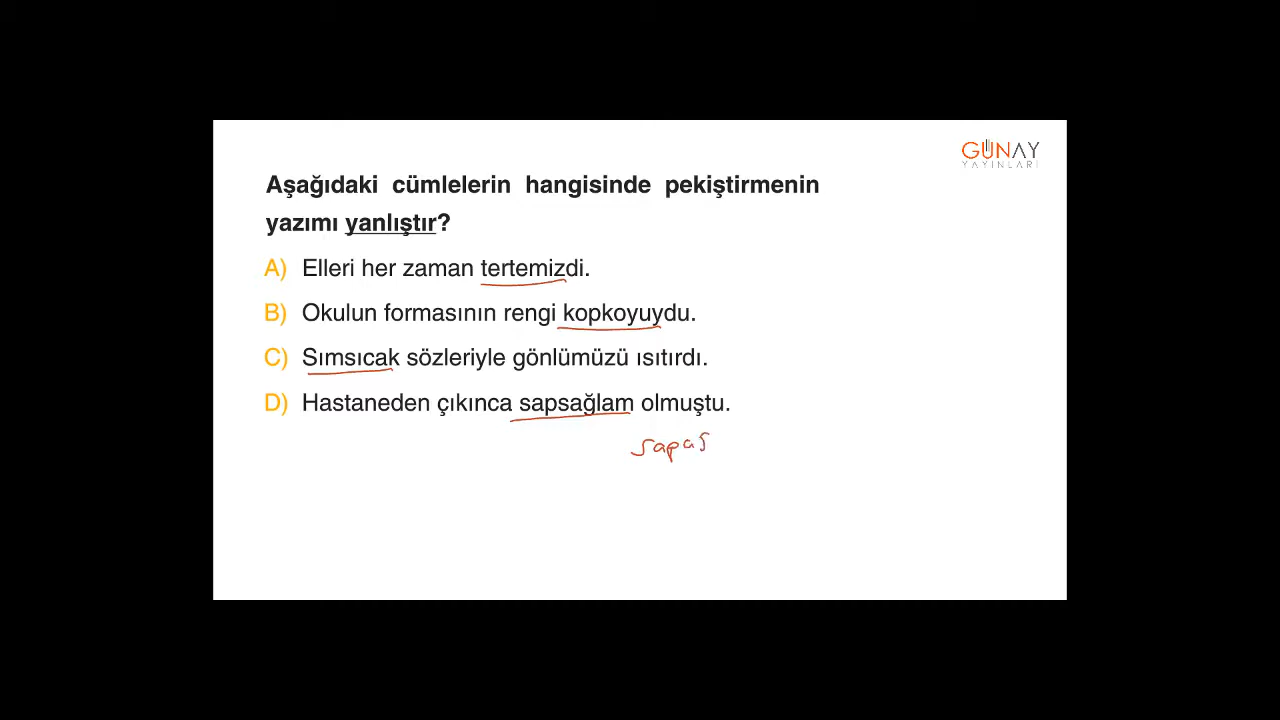 GÜNAY
YAYINLARI
Aşağıdaki cümlelerin hangisinde pekiştirmenin
yazımı yanlıştır?
A) Elleri her zaman tertemizdi.
B) Okulun formasının rengi kopkoyuydu.
C) Sımsıcak sözleriyle gönlümüzü ısıtırdı.
D) Hastaneden çıkınca sapsağlam olmuştu.
sapas